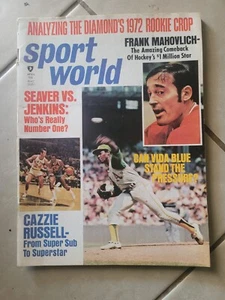 ANALYZING THE DIAMOND'S 1972 ROOKIE CROP
sport
world
FRANK MAHOVLICH-
The Amazing Comeback
Of Hockey's $1 Million Star
SEAVER VS.
JENKINS:
Who's Really
Number One?
CAN VIDA BLUE
STAND THE
PRESSURE?
CAZZIE
RUSSELL-
From Super Sub
To Superstar